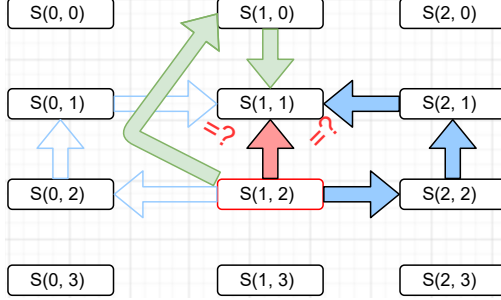 S(0, 0) S(1, 0) S(2, 0)
S(0, 1) S(1, 1) S(2, 1)
=? =?
S(0, 2) S(1, 2) S(2, 2)
S(0, 3) S(1, 3) S(2, 3)